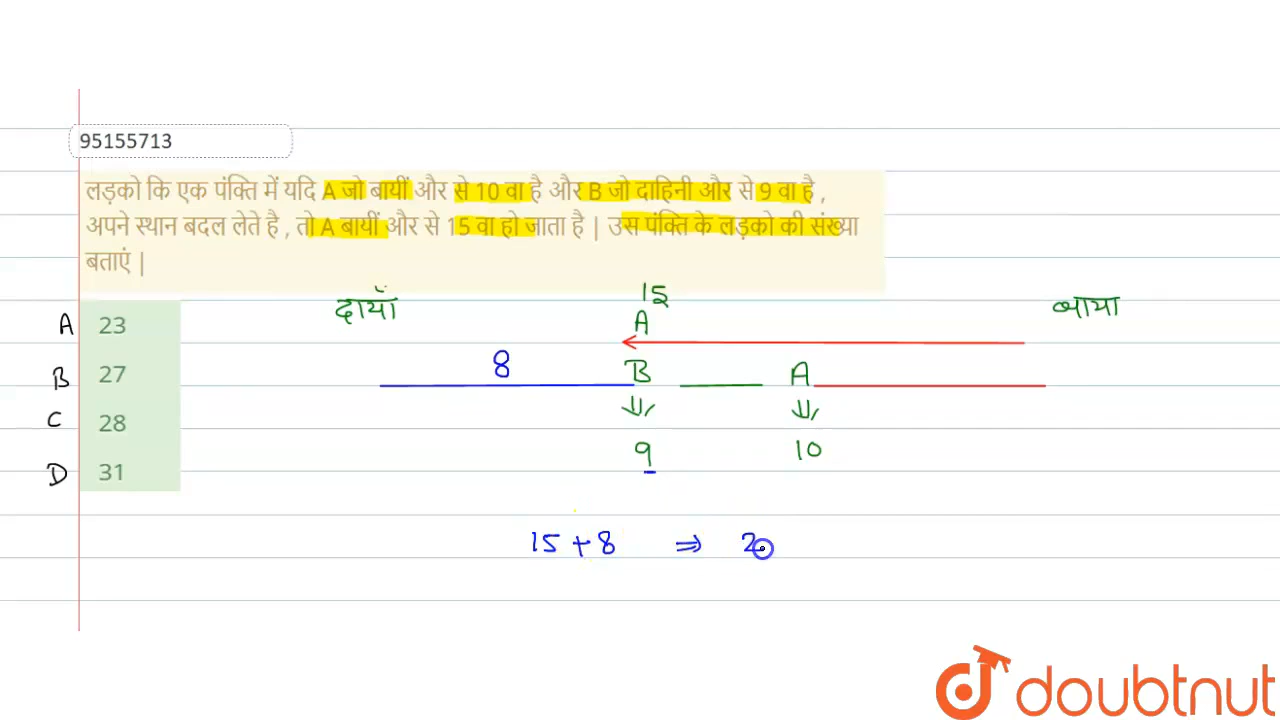 95155713
लड़को कि एक पंक्ति में यदि A जो बायीं और से 10 वा है और B जो दाहिनी और से 9 वा है ,
अपने स्थान बदल लेते है , तो A बायीं और से 15 वा हो जाता है | उस पंक्ति के लड़को की संख्या
बताएं |
दायाँ 15 बाया
A 23 A
8 B A
B 27
C 28
9 10
D 31
15 + 8 ⇒ 2
doubtnut